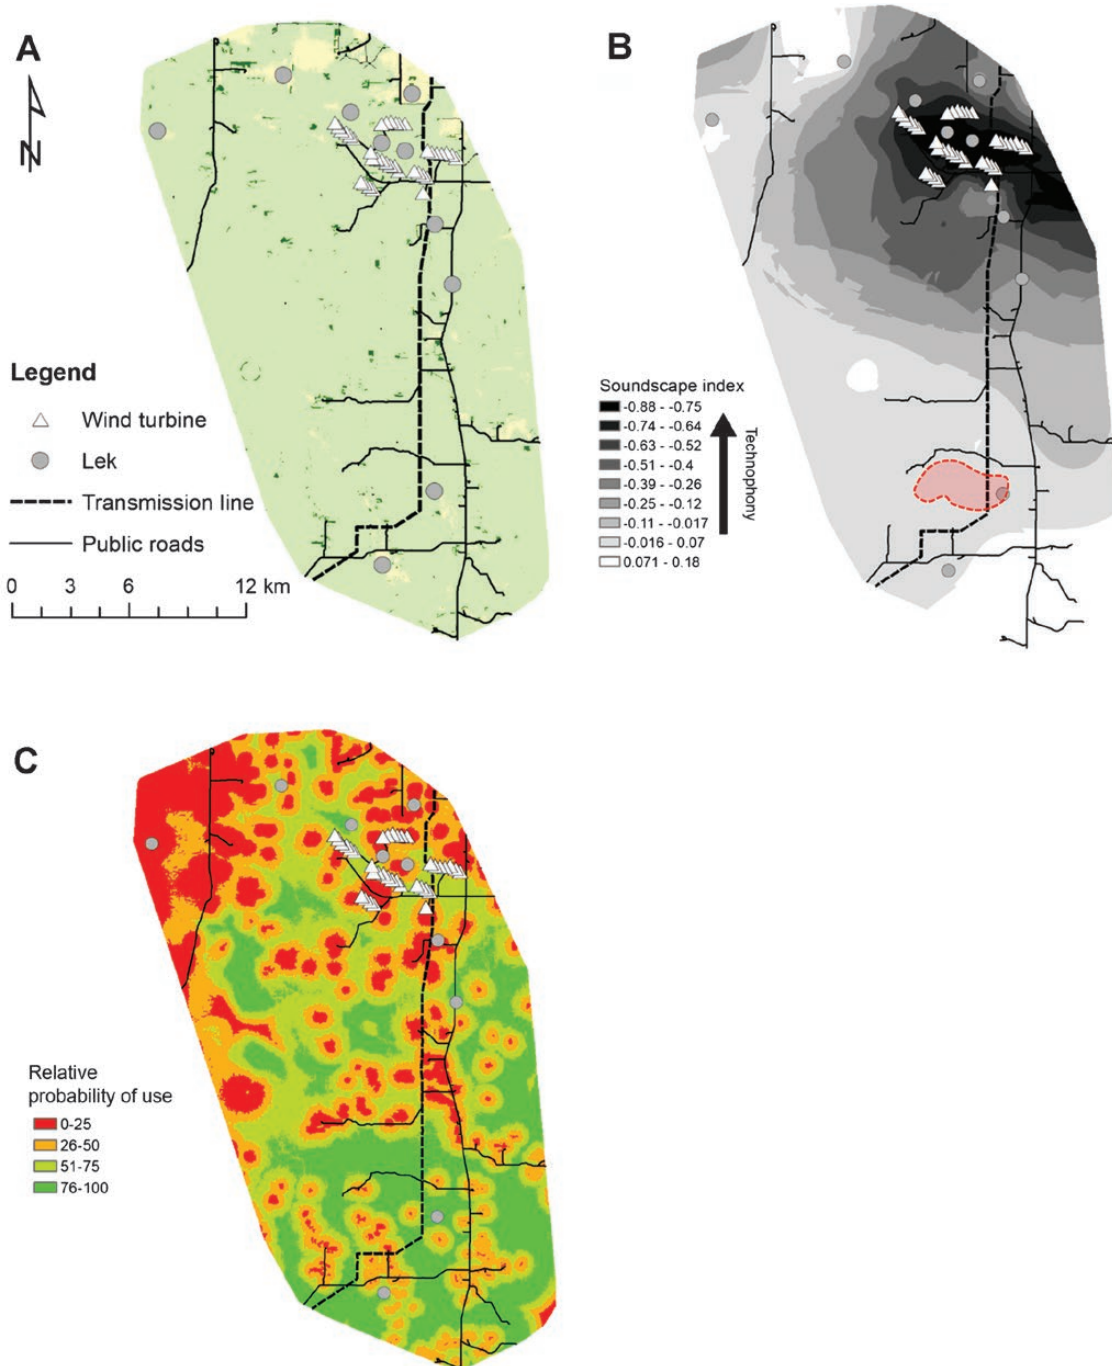 A
N
Legend
Wind turbine
Lek
Transmission line
Public roads
0 3 6 12 km
B
Soundscape index
-0.88 - -0.75
-0.74 - -0.64
-0.63 - -0.52
-0.51 - -0.4
-0.39 - -0.26
-0.25 - -0.12
-0.11 - -0.017
-0.016 - 0.07
0.071 - 0.18
Technophony
C
Relative
probability of use
0-25
26-50
51-75
76-100